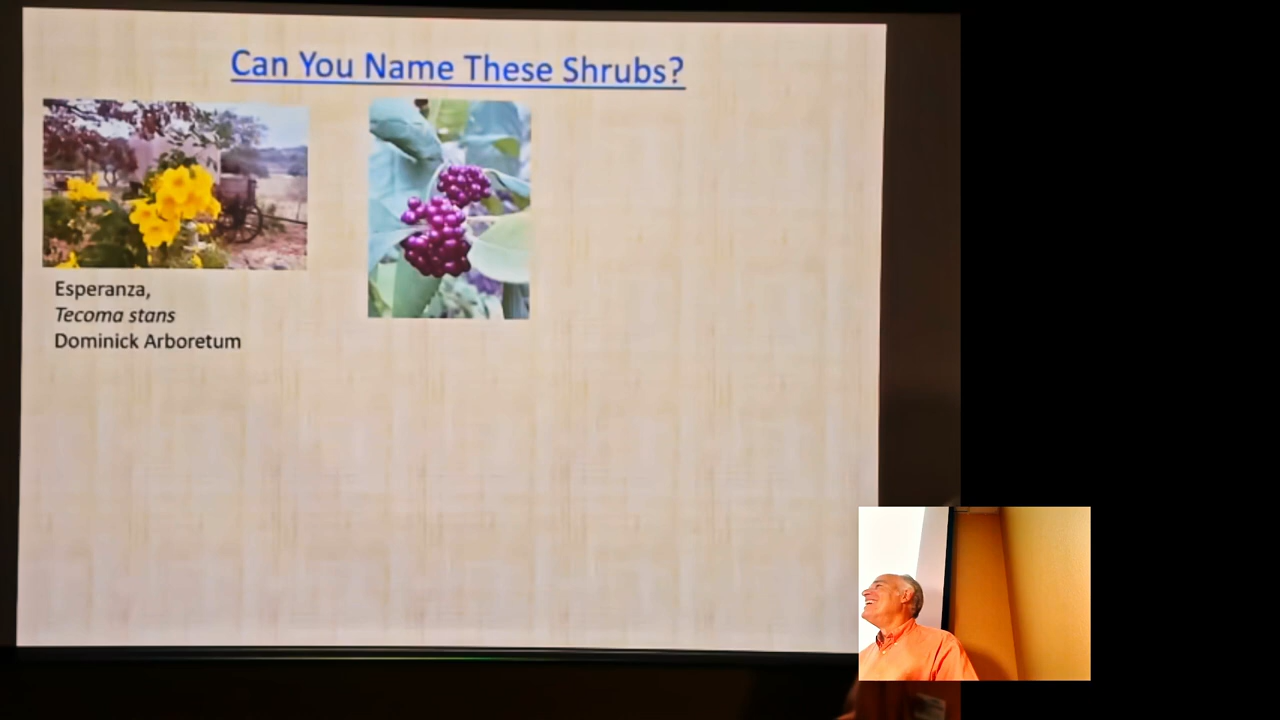 Can You Name These Shrubs?
Esperanza,
Tecoma stans
Dominick Arboretum